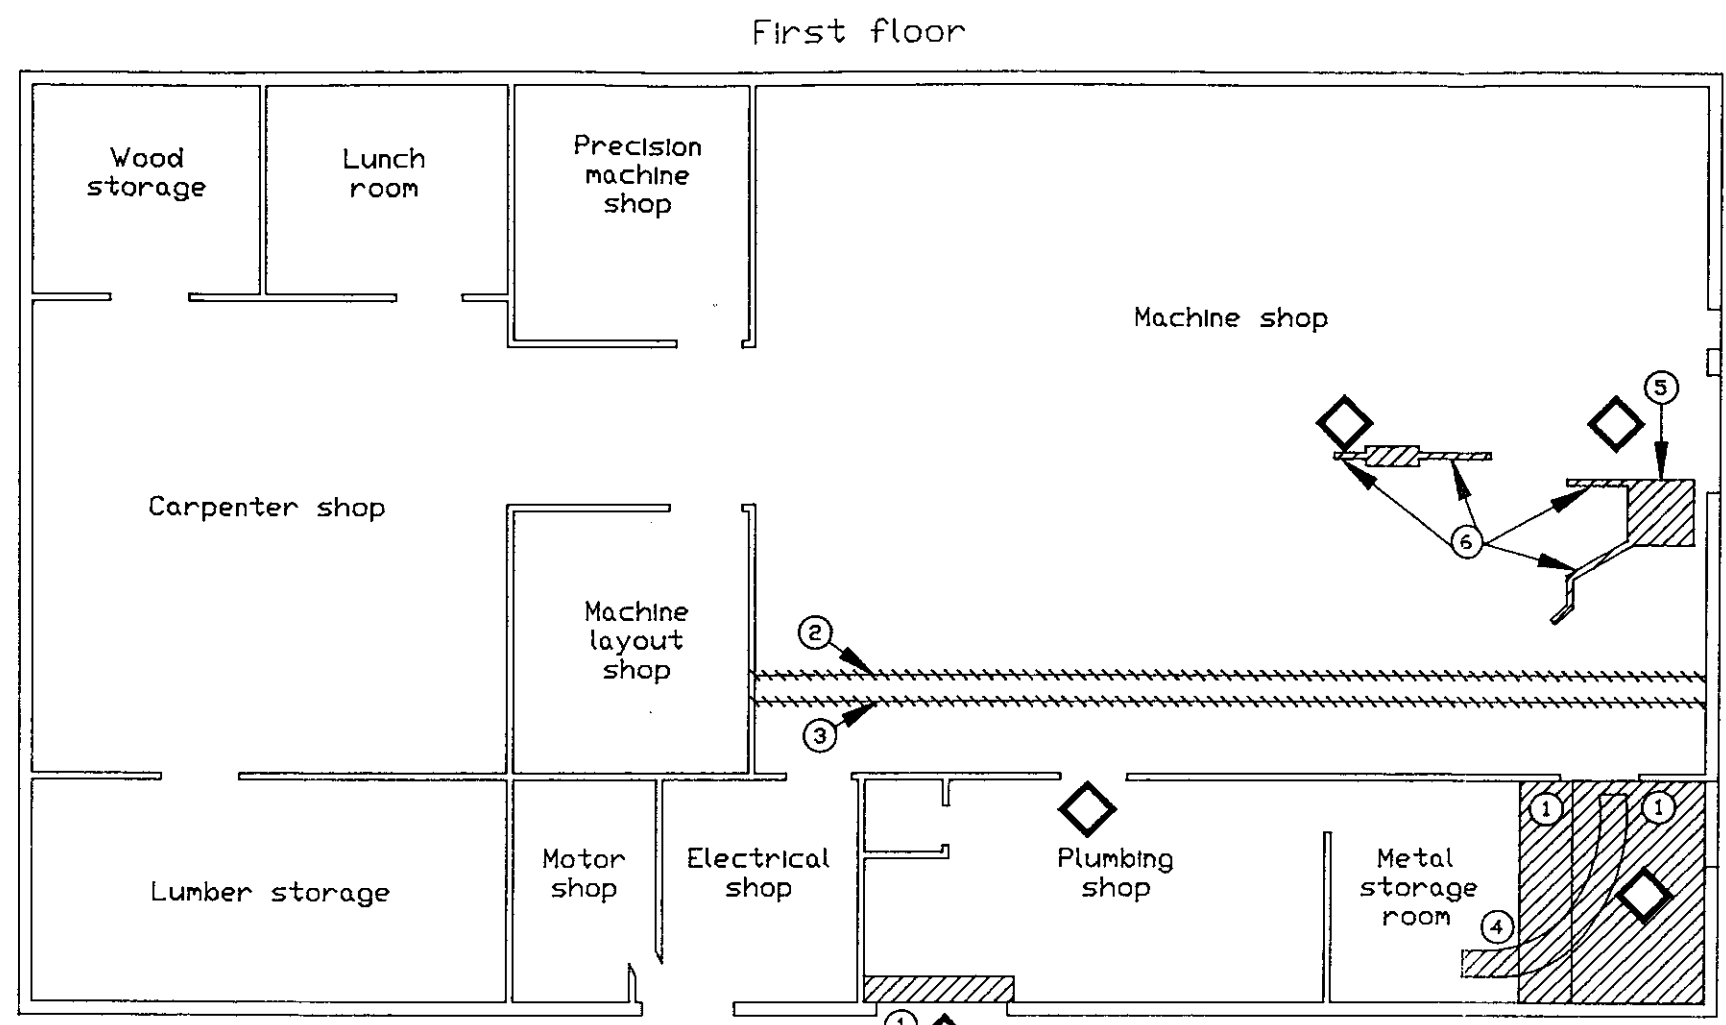 First floor
Wood
storage
Lunch
room
Precision
machine
shop
Machine shop
5
Carpenter shop
6
Machine
layout
shop
2
3
1
1
Motor
shop
Electrical
shop
Plumbing
shop
Metal
storage
room
Lumber storage
4
1